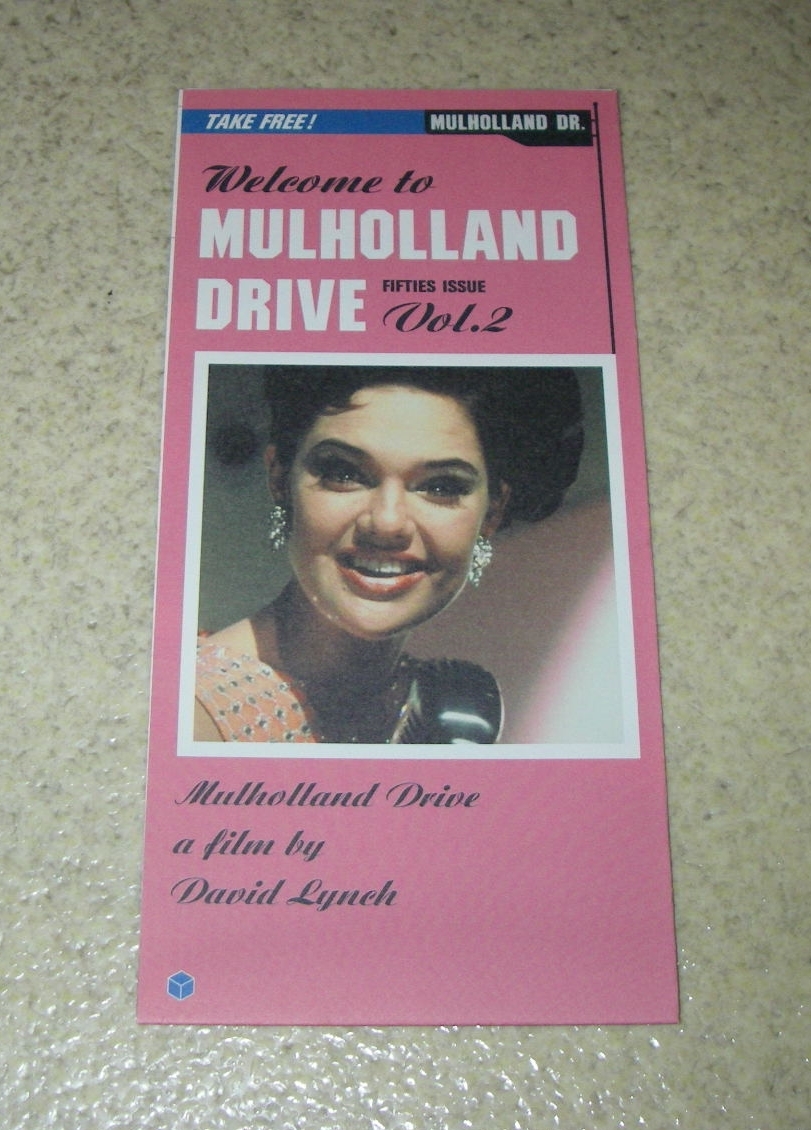 TAKE FREE!
MULHOLLAND DR.
Welcome to
MULHOLLAND
DRIVE
FIFTIES ISSUE
Vol.2
Mulholland Drive
a film by
David Lynch